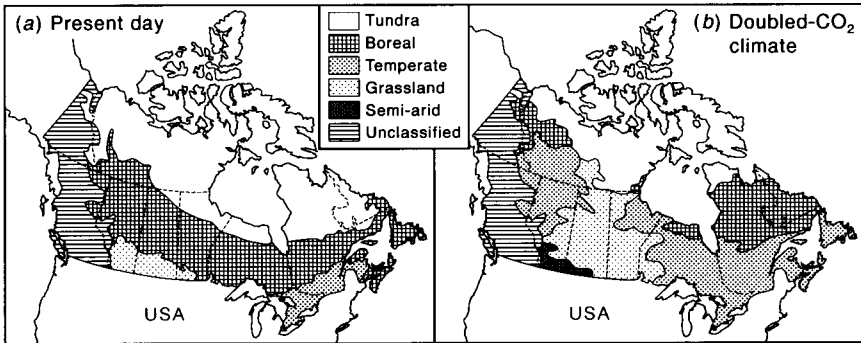 (a) Present day
Tundra
Boreal
Temperate
Grassland
Semi-arid
Unclassified
(b) Doubled-CO₂
climate
USA
USA